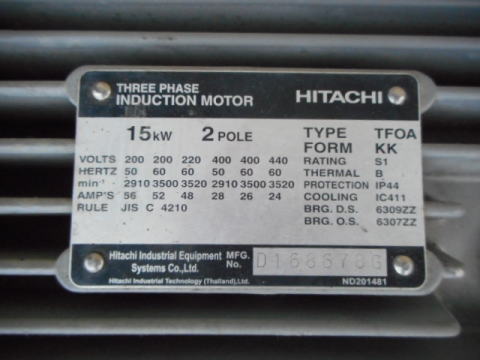 THREE PHASE
INDUCTION MOTOR HITACHI
15 kW 2 POLE
TYPE TFOA
FORM KK
VOLTS 200 200 220 400 400 440
HERTZ 50 60 60 50 60 60
min⁻¹ 2910 3500 3520 2910 3500 3520
AMP'S 56 52 48 28 26 24
RULE JIS C 4210
RATING S1
THERMAL B
PROTECTION IP44
COOLING IC411
BRG. D.S. 6309ZZ
BRG. O.S. 6307ZZ
Hitachi Industrial Equipment
Systems Co.,Ltd.
Hitachi Industrial Technology (Thailand),Ltd.
MFG.
No. D168678G
ND201481